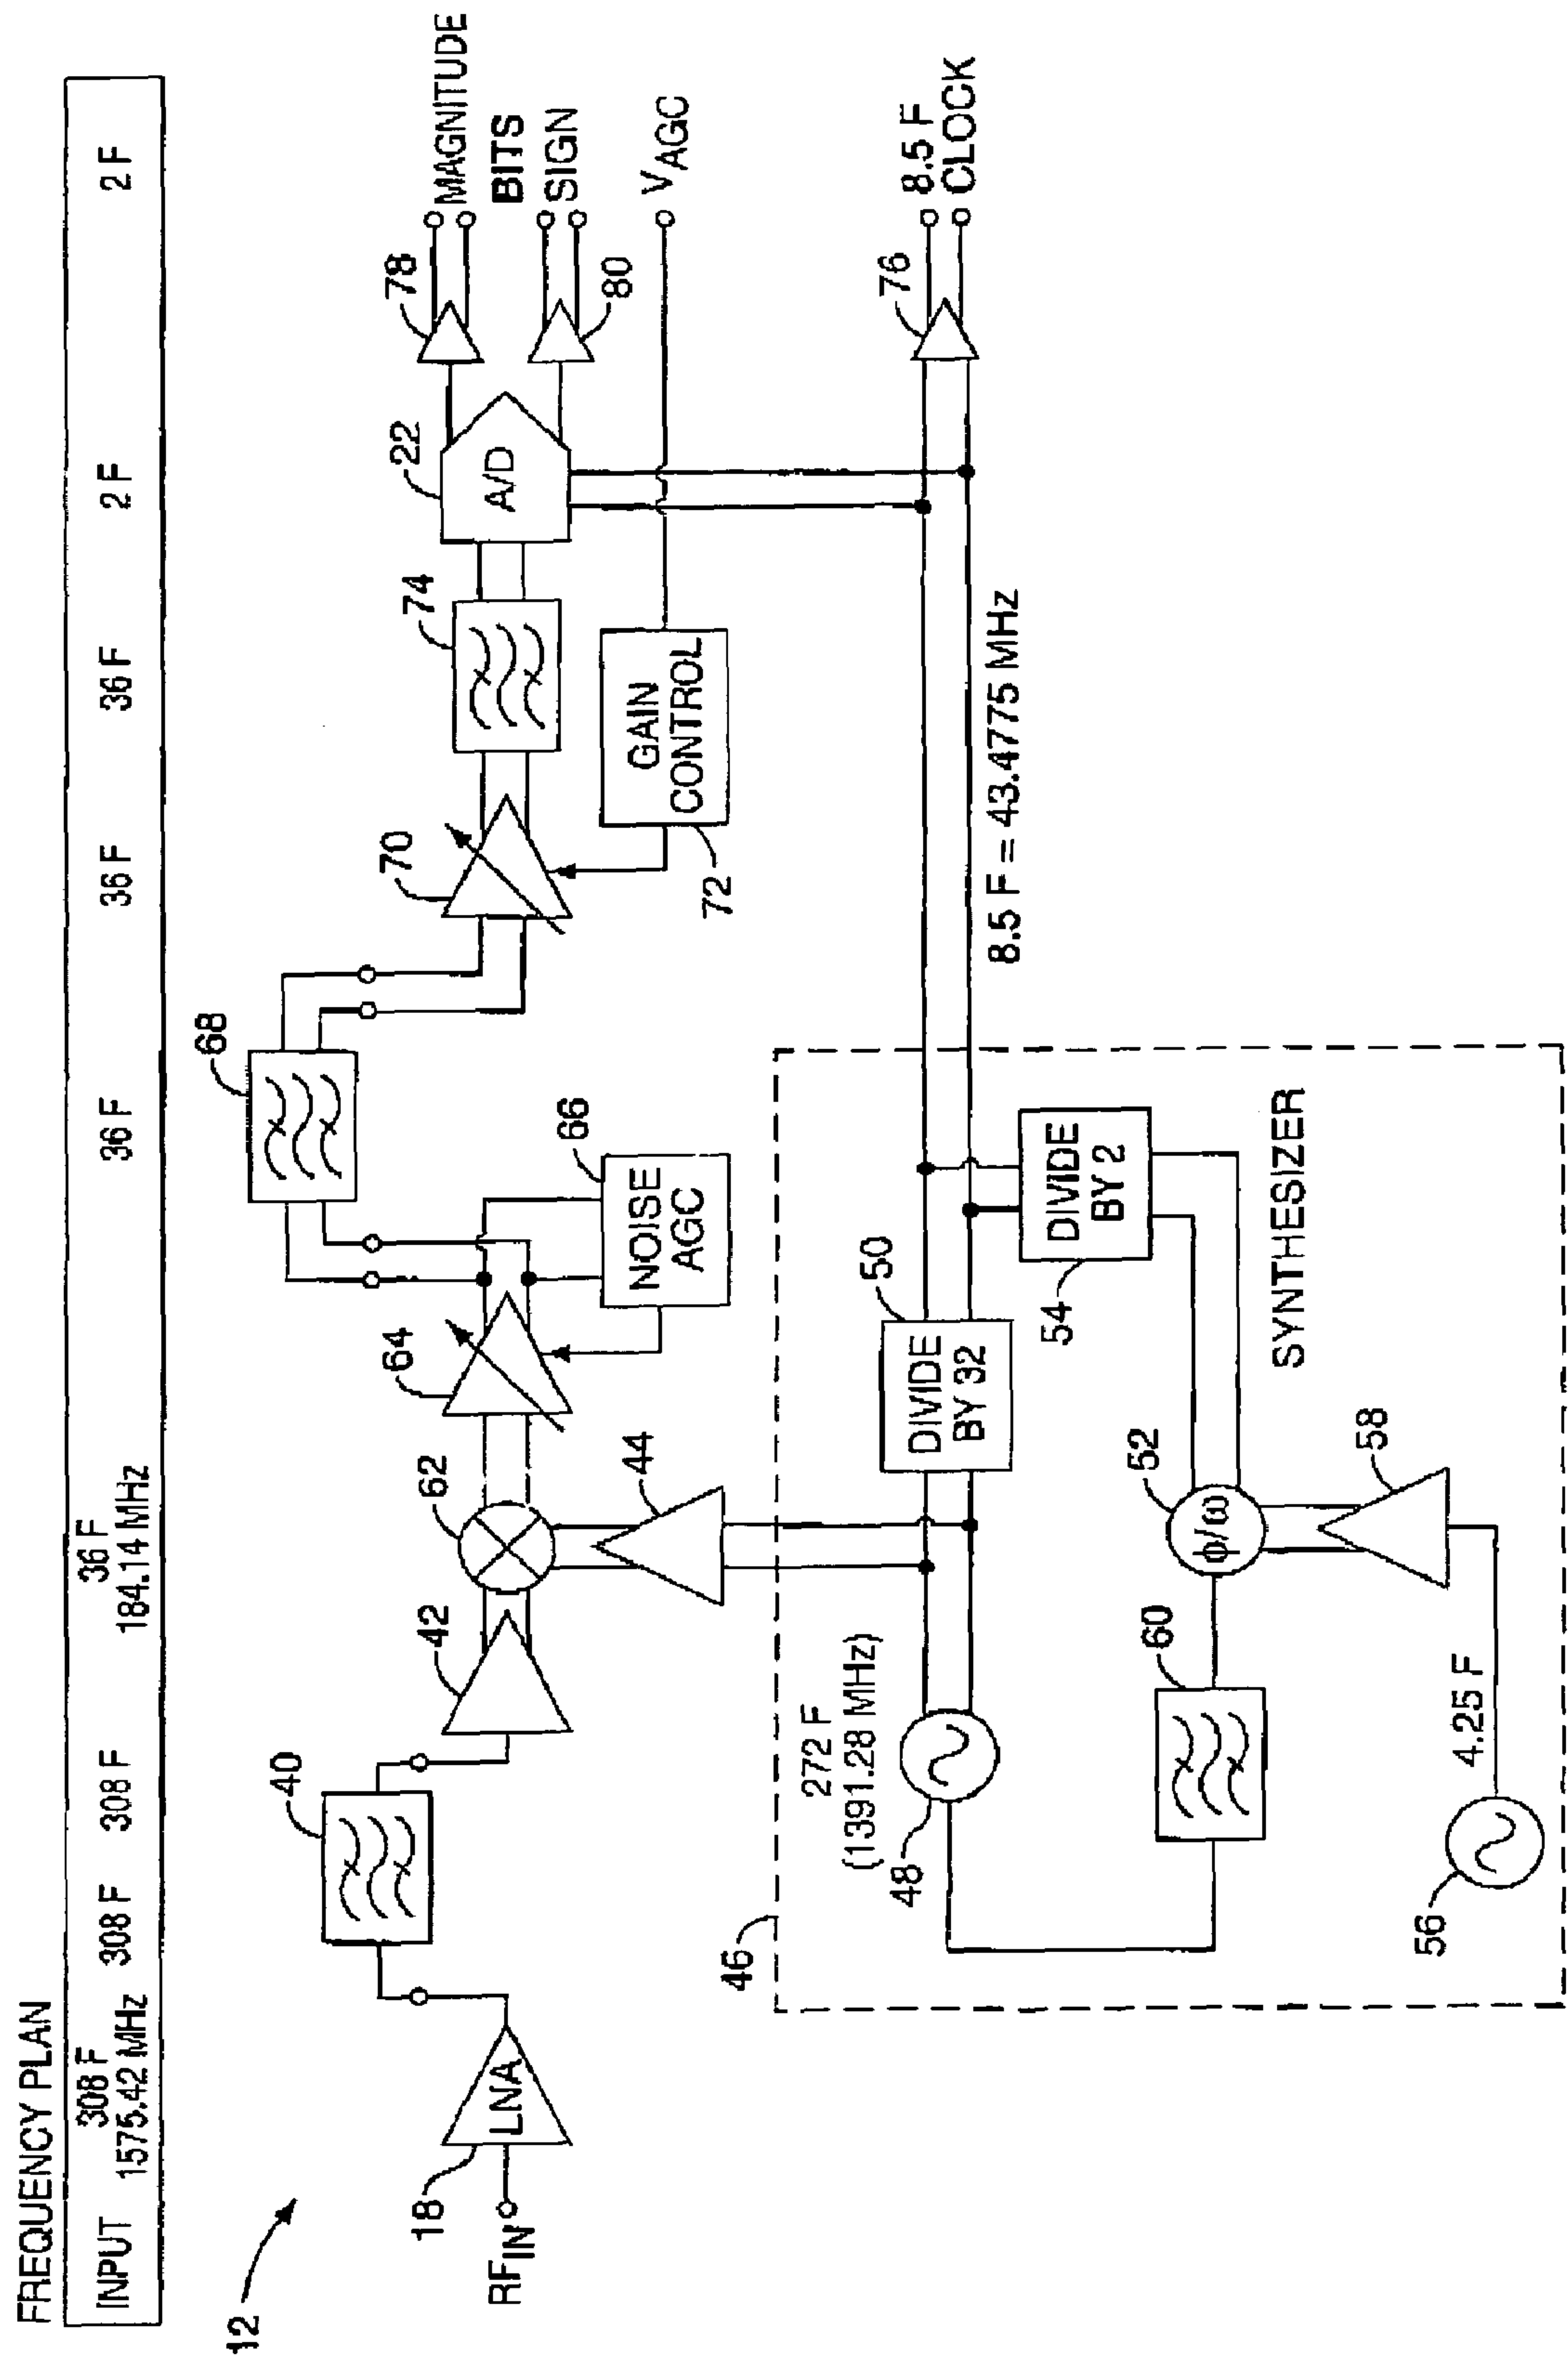 FREQUENCY PLAN
INPUT
308 F
1575.42 MHz
308 F
308 F
36 F
184.14 MHz
36 F
36 F
36 F
2 F
2 F
12
RFIN
18
LNA
40
42
62
44
64
NOISE
AGC
66
68
70
GAIN
CONTROL
72
74
A/D
22
78
MAGNITUDE
BITS
SIGN
80
VAGC
76
8.5 F
CLOCK
8.5 F = 43.4775 MHz
46
272 F
(1391.28 MHz)
48
DIVIDE
BY 32
50
DIVIDE
BY 2
54
ϕ/ω
52
58
60
4.25 F
56
SYNTHESIZER